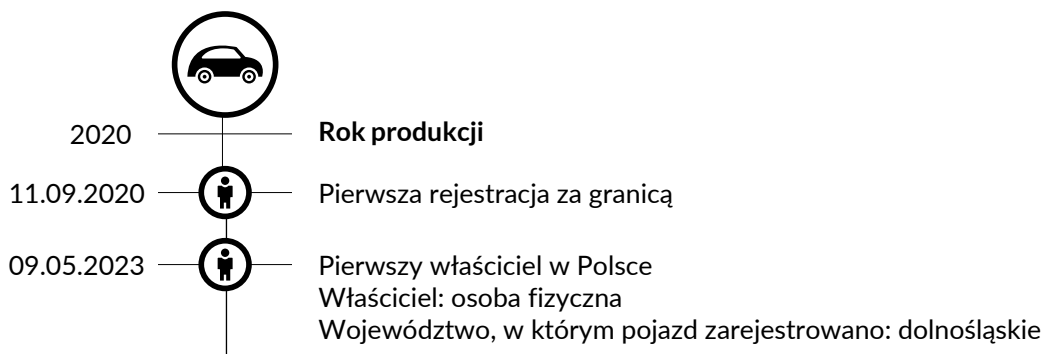 2020 Rok produkcji
11.09.2020 Pierwsza rejestracja za granicą
09.05.2023 Pierwszy właściciel w Polsce
Właściciel: osoba fizyczna
Województwo, w którym pojazd zarejestrowano: dolnośląskie